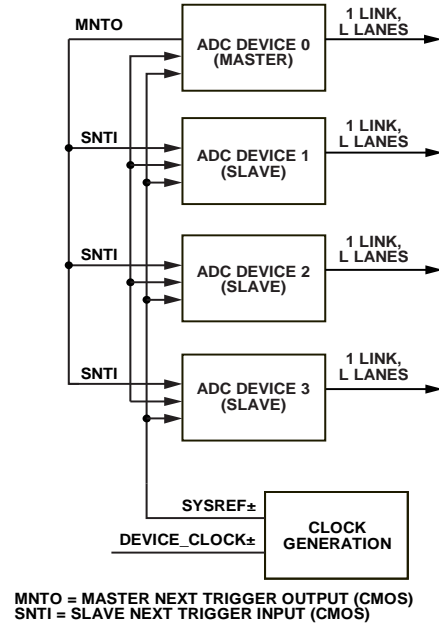 MNTO
ADC DEVICE 0
(MASTER)
1 LINK,
L LANES
SNTI
ADC DEVICE 1
(SLAVE)
1 LINK,
L LANES
SNTI
ADC DEVICE 2
(SLAVE)
1 LINK,
L LANES
SNTI
ADC DEVICE 3
(SLAVE)
1 LINK,
L LANES
SYSREF±
DEVICE_CLOCK±
CLOCK
GENERATION
MNTO = MASTER NEXT TRIGGER OUTPUT (CMOS)
SNTI = SLAVE NEXT TRIGGER INPUT (CMOS)